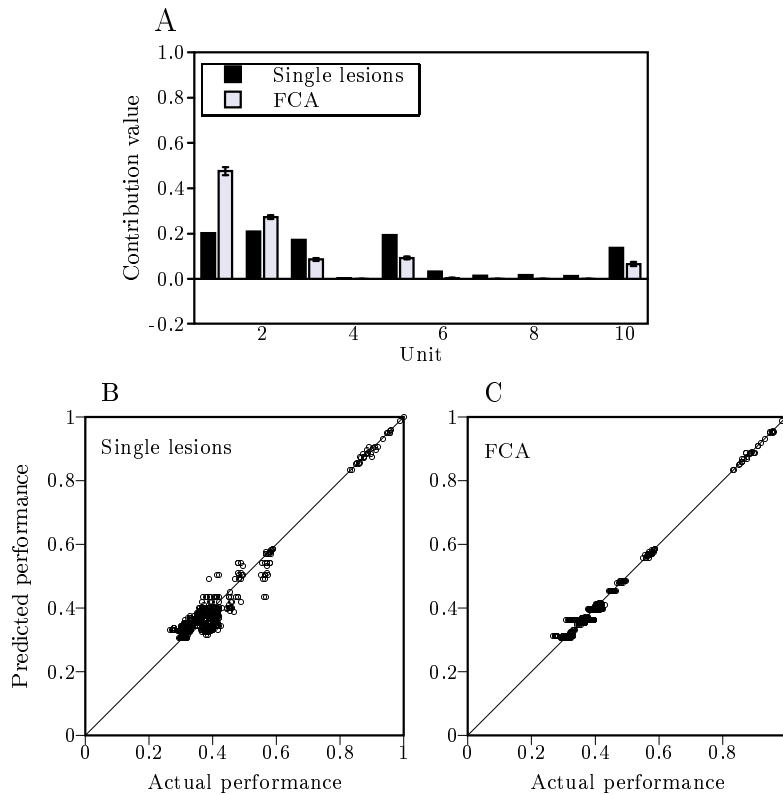 A
1.0
0.8
0.6
0.4
0.2
0.0
-0.2
Contribution value
Single lesions
FCA
2 4 6 8 10
Unit
B
1
0.8
0.6
0.4
0.2
0
Predicted performance
Single lesions
0 0.2 0.4 0.6 0.8 1
Actual performance
C
1
0.8
0.6
0.4
0.2
0
FCA
0 0.2 0.4 0.6 0.8
Actual performance